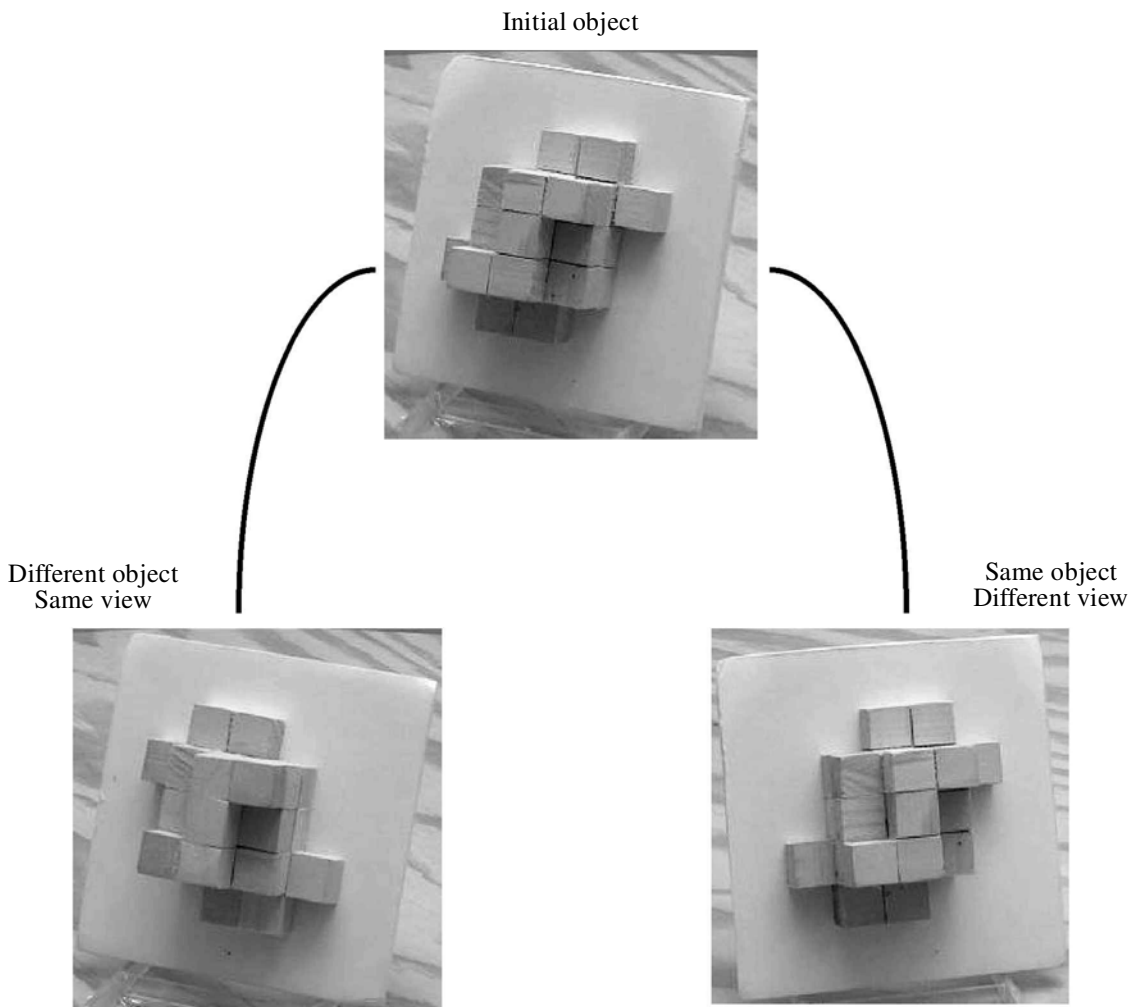 Initial object
Different object
Same view
Same object
Different view